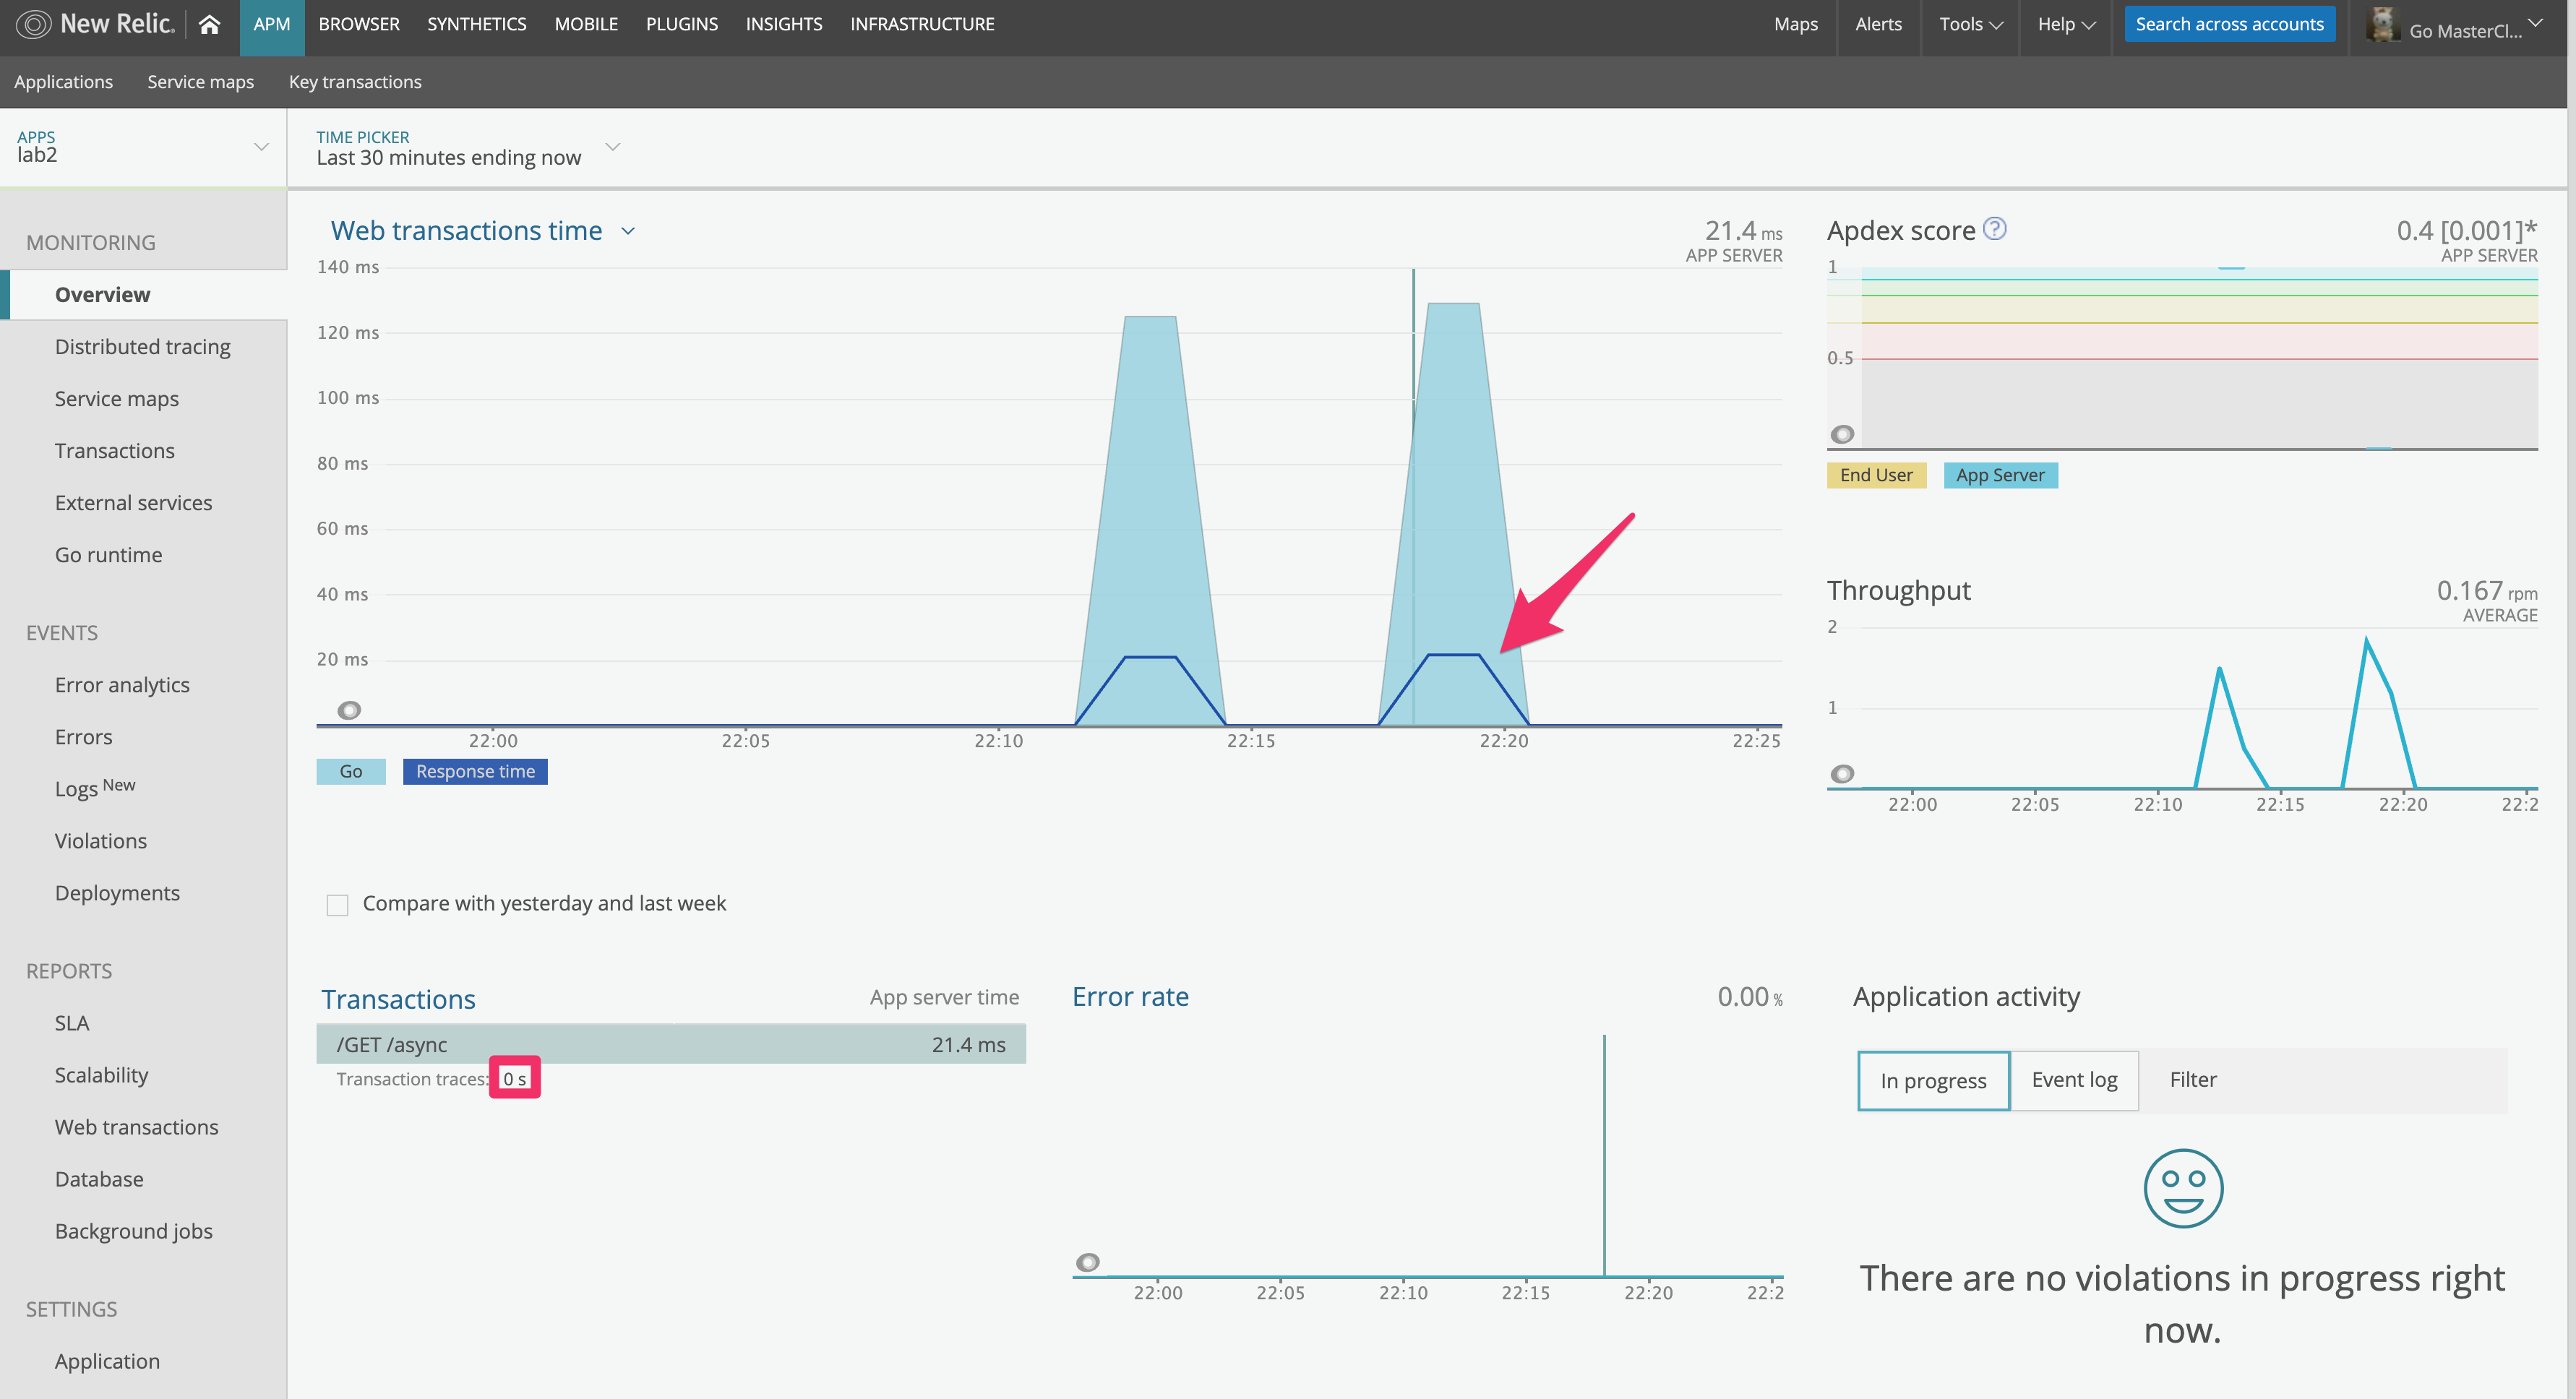 New Relic.
APM BROWSER SYNTHETICS MOBILE PLUGINS INSIGHTS INFRASTRUCTURE Maps Alerts Tools Help Search across accounts Go MasterCl...
Applications Service maps Key transactions
APPS
lab2
TIME PICKER
Last 30 minutes ending now
MONITORING
Overview
Distributed tracing
Service maps
Transactions
External services
Go runtime
EVENTS
Error analytics
Errors
Logs New
Violations
Deployments
REPORTS
SLA
Scalability
Web transactions
Database
Background jobs
SETTINGS
Application
Web transactions time
21.4 ms
APP SERVER
140 ms
120 ms
100 ms
80 ms
60 ms
40 ms
20 ms
22:00 22:05 22:10 22:15 22:20 22:25
Go Response time
Compare with yesterday and last week
Apdex score ?
0.4 [0.001]*
APP SERVER
1
0.5
End User App Server
Throughput
0.167 rpm
AVERAGE
2
1
22:00 22:05 22:10 22:15 22:20 22:2
Transactions App server time
/GET /async 21.4 ms
Transaction traces: 0 s
Error rate 0.00 %
22:00 22:05 22:10 22:15 22:20 22:2
Application activity
In progress Event log Filter
There are no violations in progress right
now.